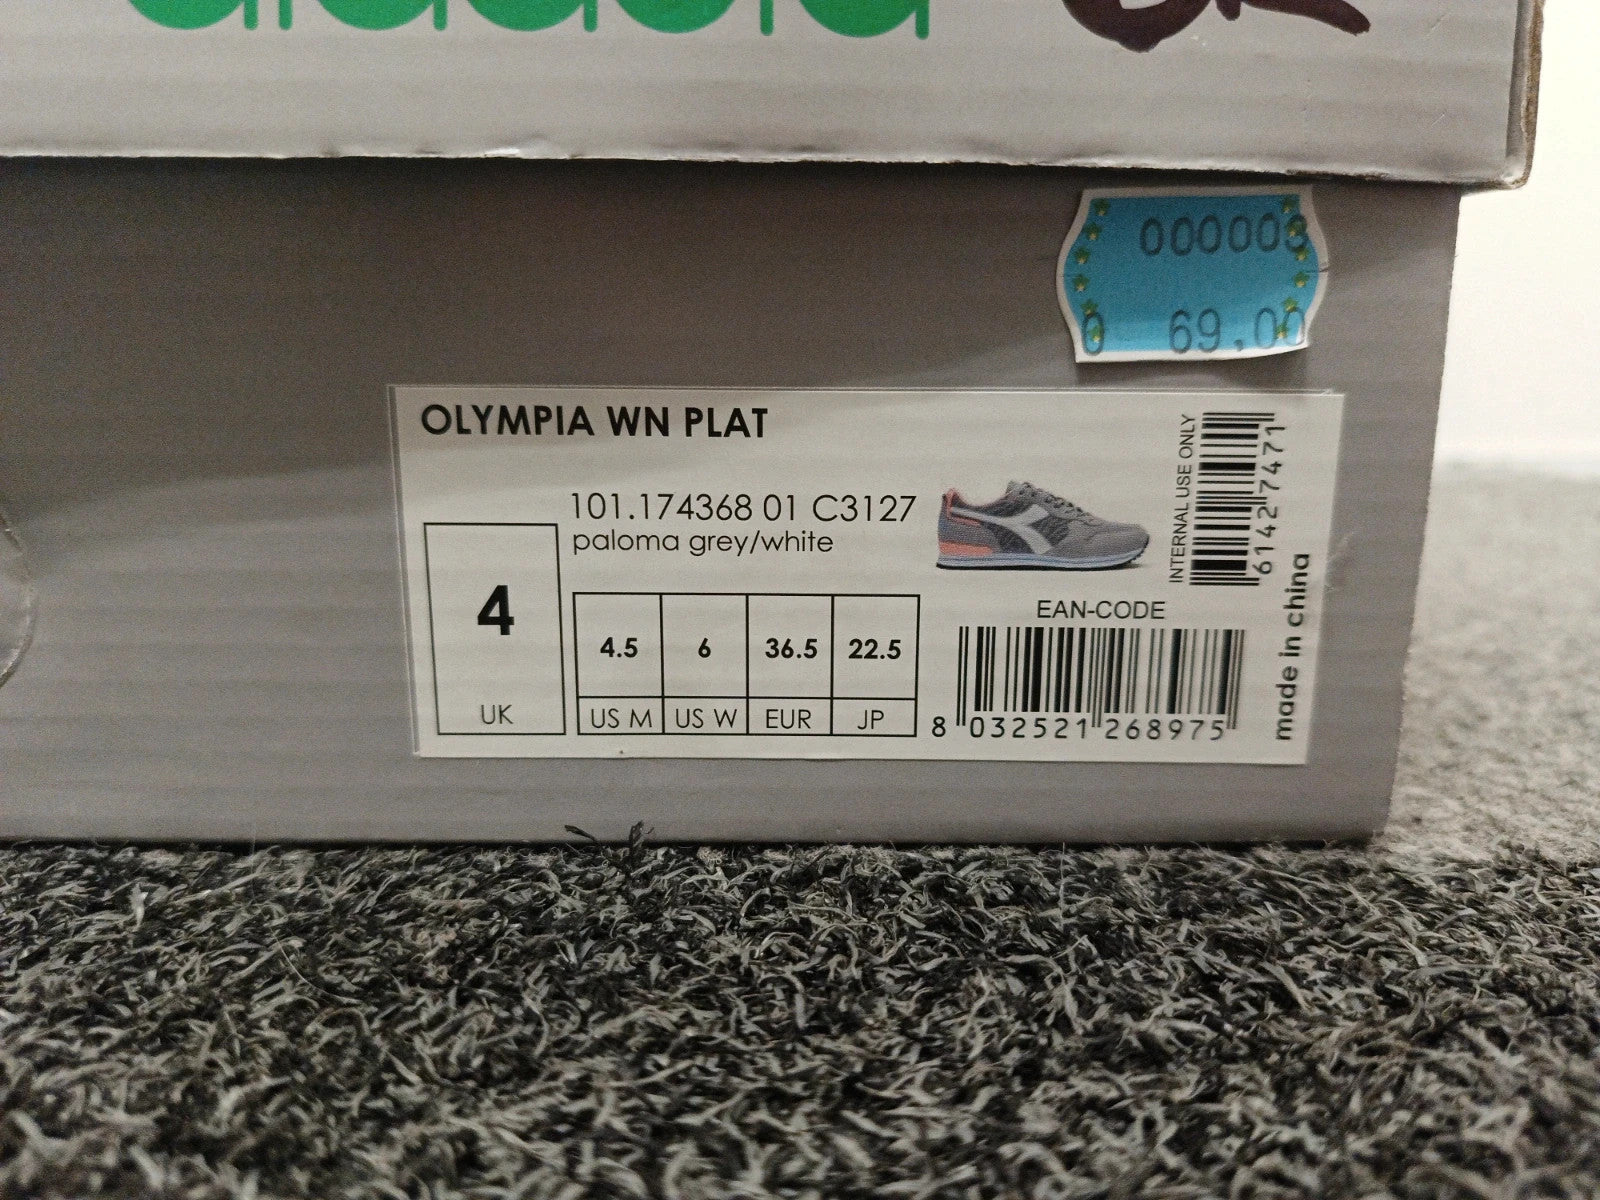 diadora
000003
0 69,00
OLYMPIA WN PLAT
101.174368 01 C3127
paloma grey/white
4
UK
4.5 6 36.5 22.5
US M US W EUR JP
INTERNAL USE ONLY
6142727471
EAN-CODE
8 032521 268975
made in china